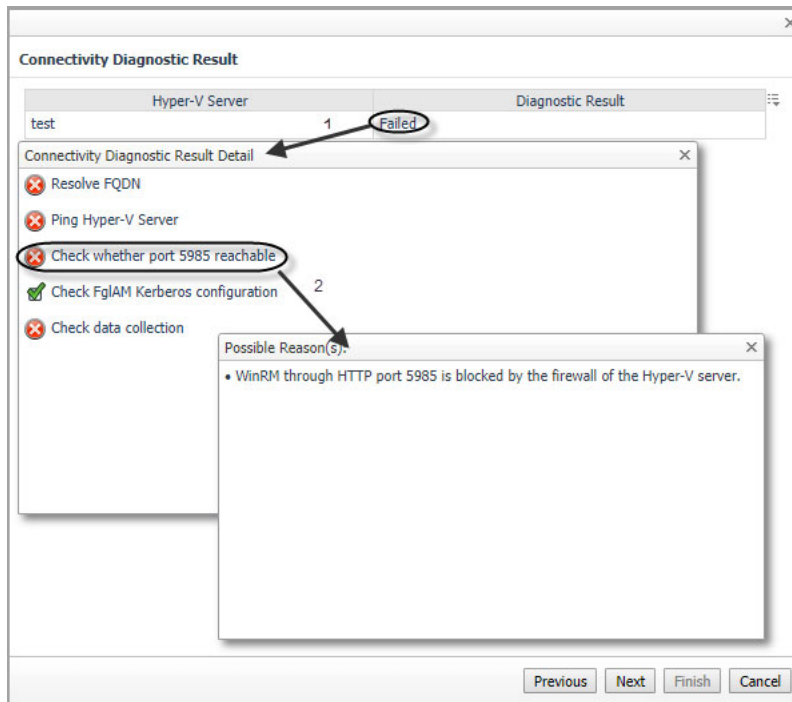 Connectivity Diagnostic Result
Hyper-V Server Diagnostic Result
test 1 Failed
Connectivity Diagnostic Result Detail
Resolve FQDN
Ping Hyper-V Server
Check whether port 5985 reachable
Check FglAM Kerberos configuration
2
Check data collection
Possible Reason(s):
• WinRM through HTTP port 5985 is blocked by the firewall of the Hyper-V server.
Previous Next Finish Cancel